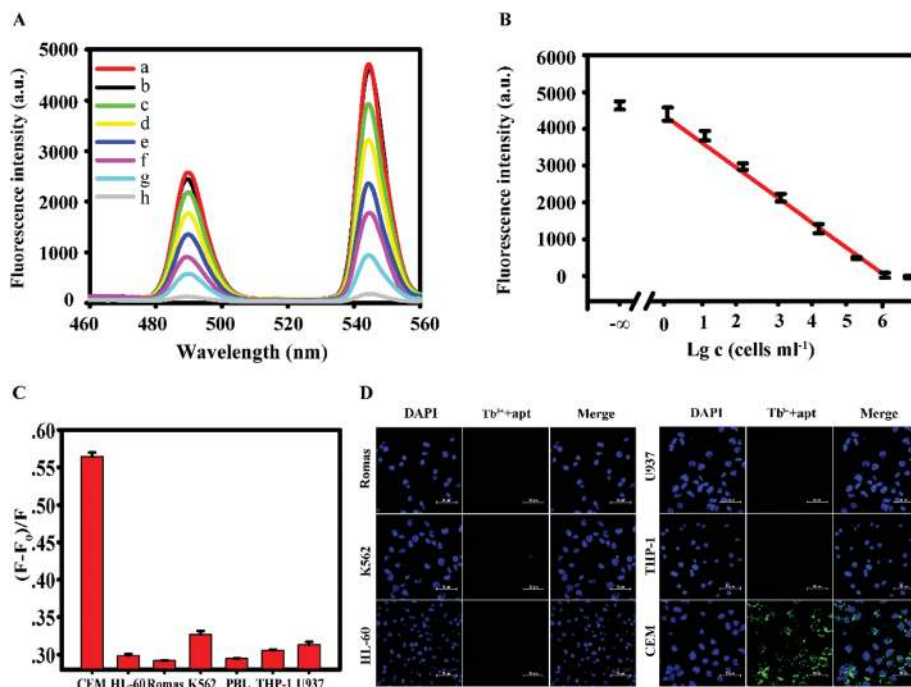 A
Fluorescence intensity (a.u.)
5000
4000
3000
2000
1000
0
a
b
c
d
e
f
g
h
460
480
500
520
540
560
Wavelength (nm)
B
Fluorescence intensity (a.u.)
6000
5000
4000
3000
2000
1000
0
-∞
0
1
2
3
4
5
6
Lg c (cells ml⁻¹)
C
(F-F₀)/F
.60
.55
.50
.45
.40
.35
.30
CEM HL-60 Romas K562 PBL THP-1 U937
D
DAPI Tb³⁺+apt Merge
Romas
K562
HL-60
DAPI Tb³⁺+apt Merge
U937
THP-1
CEM